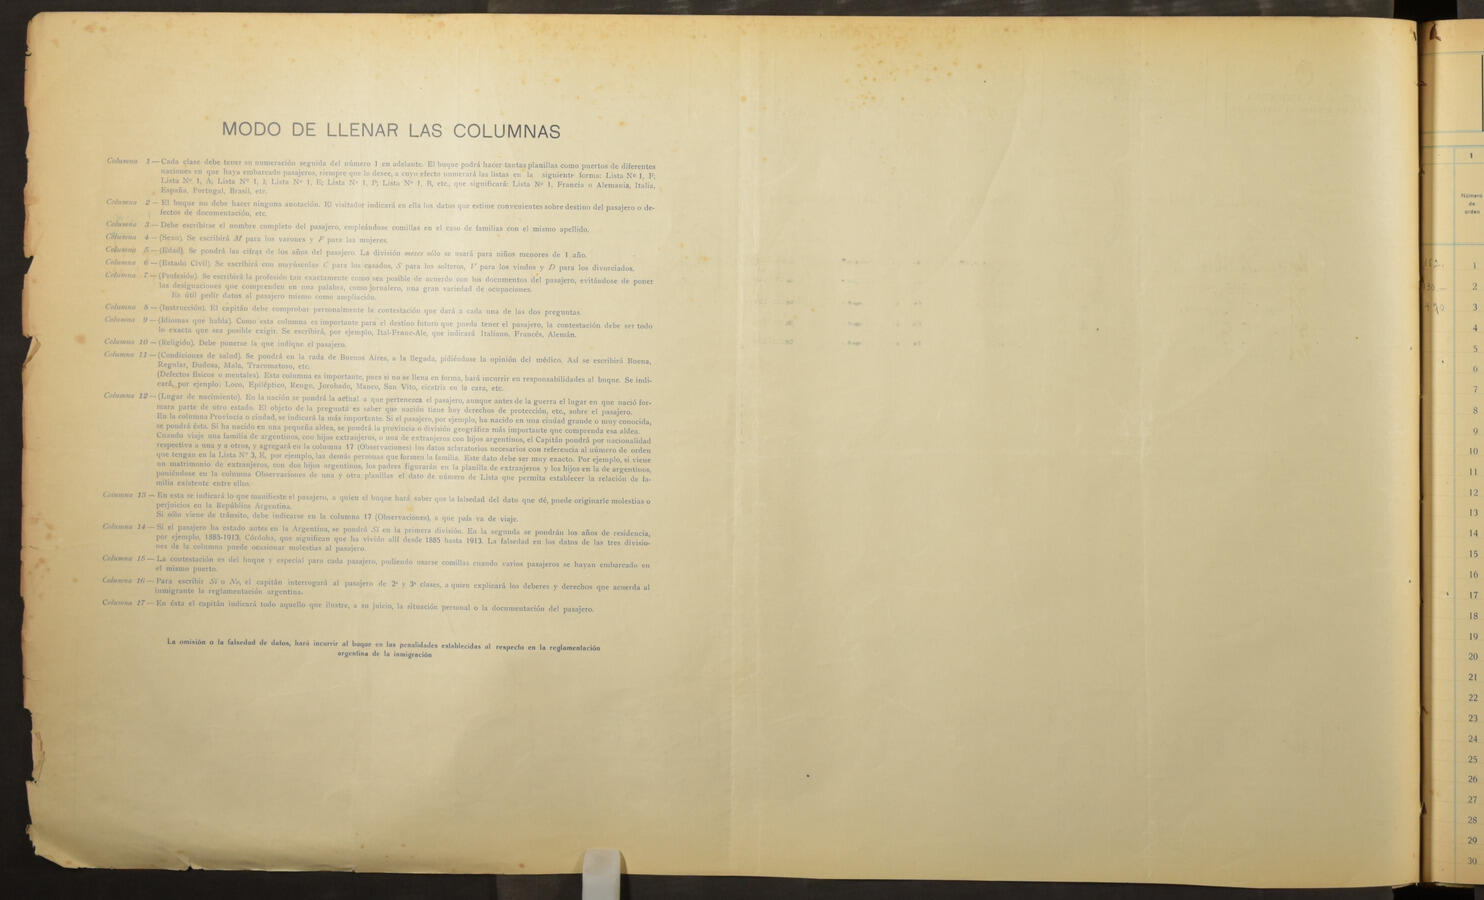 MODO DE LLENAR LAS COLUMNAS
Columna 1 — Cada clase debe tener su numeración seguida del número 1 en adelante. El buque podrá hacer tantas planillas como puertos de diferentes
naciones en que haya embarcado pasajeros, siempre que lo desee, a cuyo efecto numerará las listas en la siguiente forma: Lista Nº 1, F;
Lista Nº 1, A; Lista Nº 1, I; Lista Nº 1, E; Lista Nº 1, P; Lista Nº 1, B, etc., que significará: Lista Nº 1, Francia o Alemania, Italia,
España, Portugal, Brasil, etc.
Columna 2 — El buque no debe hacer ninguna anotación. El visitador indicará en ella los datos que estime convenientes sobre destino del pasajero o de-
fectos de documentación, etc.
Columna 3 — Debe escribirse el nombre completo del pasajero, empleándose comillas en el caso de familias con el mismo apellido.
Columna 4 — (Sexo). Se escribirá M para los varones y F para las mujeres.
Columna 5 — (Edad). Se pondrá las cifras de los años del pasajero. La división meses sólo se usará para niños menores de 1 año.
Columna 6 — (Estado Civil). Se escribirá con mayúsculas C para los casados, S para los solteros, V para los viudos y D para los divorciados.
Columna 7 — (Profesión). Se escribirá la profesión tan exactamente como sea posible de acuerdo con los documentos del pasajero, evitándose de poner
las designaciones que comprenden en una palabra, como jornalero, una gran variedad de ocupaciones.
Es útil pedir datos al pasajero mismo como ampliación.
Columna 8 — (Instrucción). El capitán debe comprobar personalmente la contestación que dará a cada una de las dos preguntas.
Columna 9 — (Idiomas que habla). Como esta columna es importante para el destino futuro que pueda tener el pasajero, la contestación debe ser todo
lo exacta que sea posible exigir. Se escribirá, por ejemplo, Ital-Franc-Ale, que indicará Italiano, Francés, Alemán.
Columna 10 — (Religión). Debe ponerse la que indique el pasajero.
Columna 11 — (Condiciones de salud). Se pondrá en la rada de Buenos Aires, a la llegada, pidiéndose la opinión del médico. Así se escribirá Buena,
Regular, Dudosa, Mala, Tracomatoso, etc.
(Defectos físicos o mentales). Esta columna es importante, pues si no se llena en forma, hará incurrir en responsabilidades al buque. Se indi-
cará, por ejemplo: Loco, Epiléptico, Rengo, Jorobado, Manco, San Vito, cicatriz en la cara, etc.
Columna 12 — (Lugar de nacimiento). En la nación se pondrá la actual a que pertenezca el pasajero, aunque antes de la guerra el lugar en que nació for-
mara parte de otro estado. El objeto de la pregunta es saber qué nación tiene hoy derechos de protección, etc., sobre el pasajero.
En la columna Provincia o ciudad, se indicará la más importante. Si el pasajero, por ejemplo, ha nacido en una ciudad grande o muy conocida,
se pondrá ésta. Si ha nacido en una pequeña aldea, se pondrá la provincia o división geográfica más importante que comprenda esa aldea.
Cuando viaje una familia de argentinos, con hijos extranjeros, o una de extranjeros con hijos argentinos, el Capitán pondrá por nacionalidad
respectiva a una y a otros, y agregará en la columna 17 (Observaciones) los datos aclaratorios necesarios con referencia al número de orden
que tengan en la Lista Nº 3, E, por ejemplo, las demás personas que formen la familia. Este dato debe ser muy exacto. Por ejemplo, si viene
un matrimonio de extranjeros, con dos hijos argentinos, los padres figurarán en la planilla de extranjeros y los hijos en la de argentinos,
poniéndose en la columna Observaciones de una y otra planillas el dato de número de Lista que permita establecer la relación de fa-
milia existente entre ellos.
Columna 13 — En esta se indicará lo que manifieste el pasajero, a quien el buque hará saber que la falsedad del dato que dé, puede originarle molestias o
perjuicios en la República Argentina.
Si sólo viene de tránsito, debe indicarse en la columna 17 (Observaciones), a que país va de viaje.
Columna 14 — Si el pasajero ha estado antes en la Argentina, se pondrá Sí en la primera división. En la segunda se pondrán los años de residencia,
por ejemplo, 1885-1913, Córdoba, que significan que ha vivido allí desde 1885 hasta 1913. La falsedad en los datos de las tres divisio-
nes de la columna puede ocasionar molestias al pasajero.
Columna 15 — La contestación es del buque y especial para cada pasajero, pudiendo usarse comillas cuando varios pasajeros se hayan embarcado en
el mismo puerto.
Columna 16 — Para escribir Sí o No, el capitán interrogará al pasajero de 2ª y 3ª clases, a quien explicará los deberes y derechos que acuerda al
inmigrante la reglamentación argentina.
Columna 17 — En ésta el capitán indicará todo aquello que ilustre, a su juicio, la situación personal o la documentación del pasajero.
La omisión o la falsedad de datos, hará incurrir al buque en las penalidades establecidas al respecto en la reglamentación
argentina de la inmigración
1
Número
de
orden
1
2
3
4
5
6
7
8
9
10
11
12
13
14
15
16
17
18
19
20
21
22
23
24
25
26
27
28
29
30